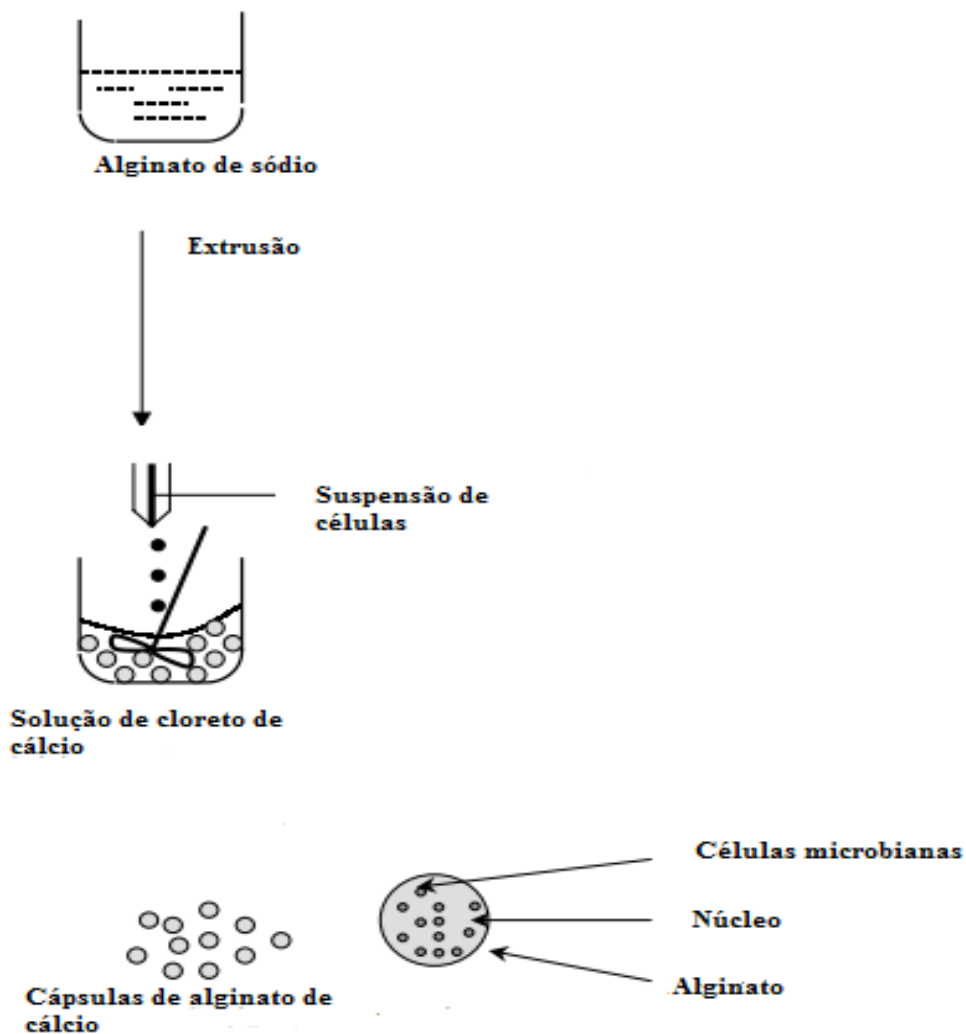 Alginato de sódio
Extrusão
Suspensão de
células
Solução de cloreto de
cálcio
Células microbianas
Núcleo
Alginato
Cápsulas de alginato de
cálcio